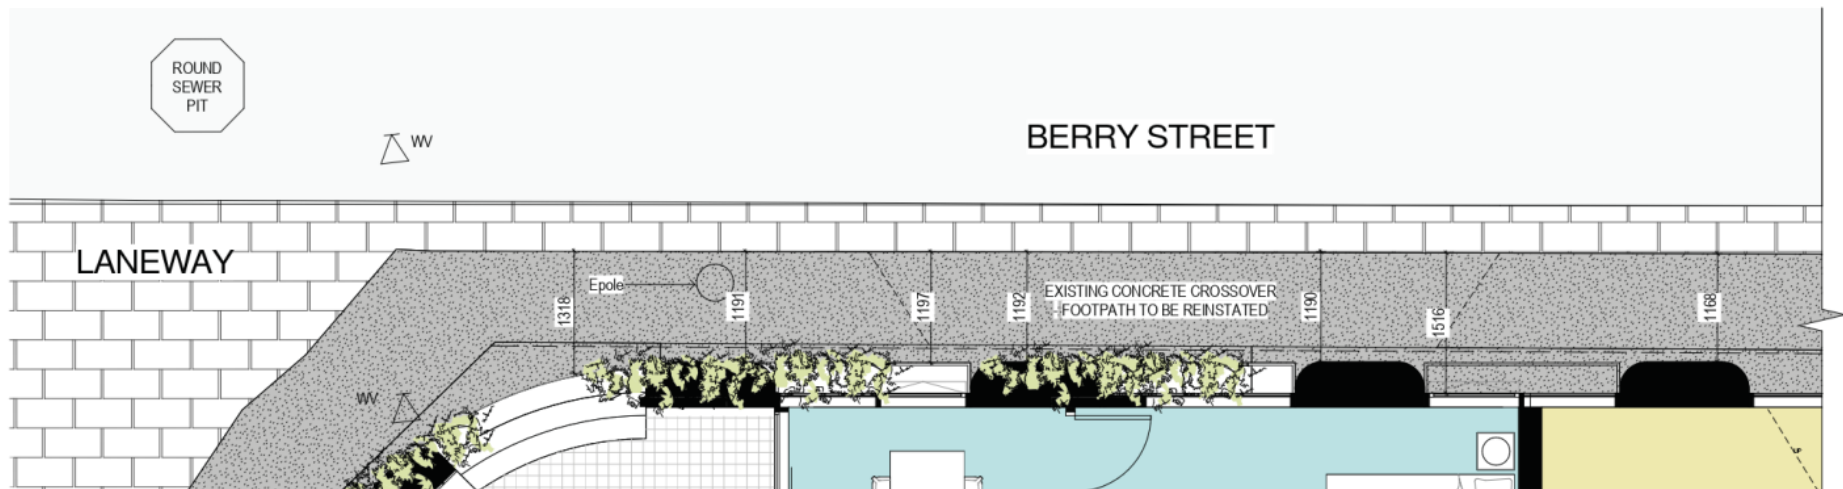 ROUND
SEWER
PIT
WV
BERRY STREET
LANEWAY
Epole
1318
1191
1197
1192
EXISTING CONCRETE CROSSOVER
- FOOTPATH TO BE REINSTATED
1190
1516
1168
WV